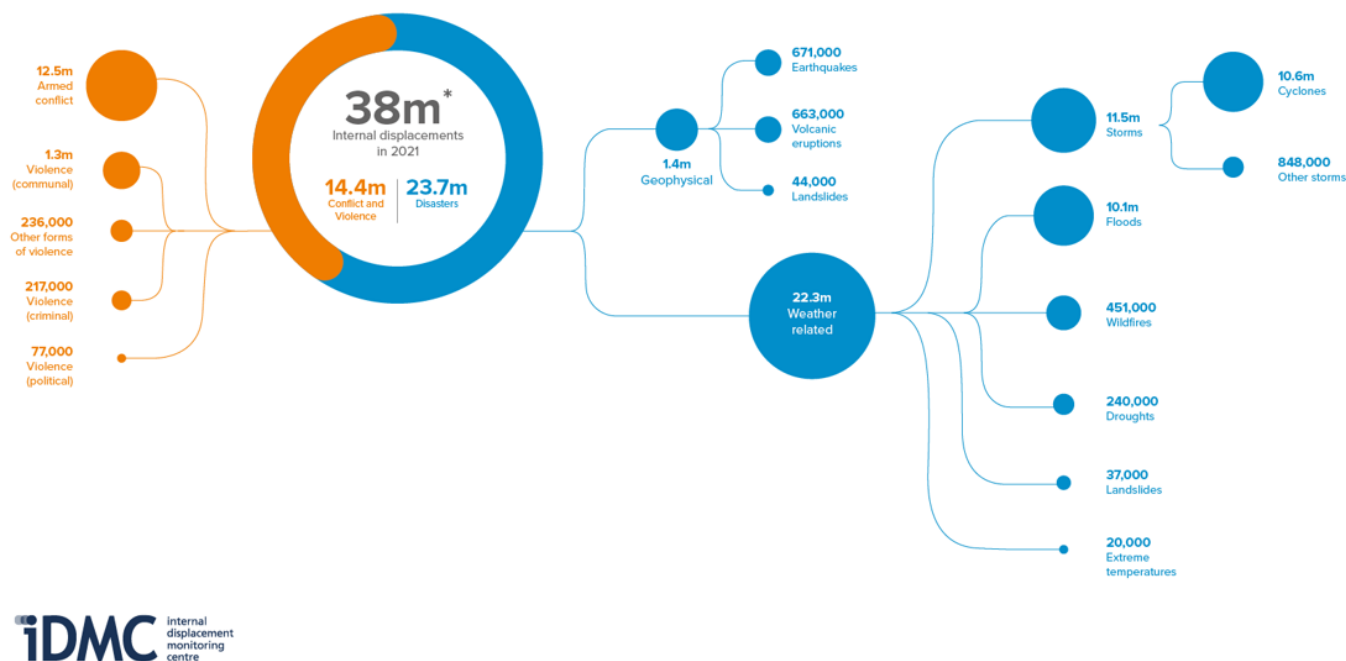 38m*
Internal displacements
in 2021
14.4m
Conflict and
Violence
23.7m
Disasters
12.5m
Armed
conflict
1.3m
Violence
(communal)
236,000
Other forms
of violence
217,000
Violence
(criminal)
77,000
Violence
(political)
1.4m
Geophysical
671,000
Earthquakes
663,000
Volcanic
eruptions
44,000
Landslides
22.3m
Weather
related
11.5m
Storms
10.6m
Cyclones
848,000
Other storms
10.1m
Floods
451,000
Wildfires
240,000
Droughts
37,000
Landslides
20,000
Extreme
temperatures
iDMC
internal
displacement
monitoring
centre